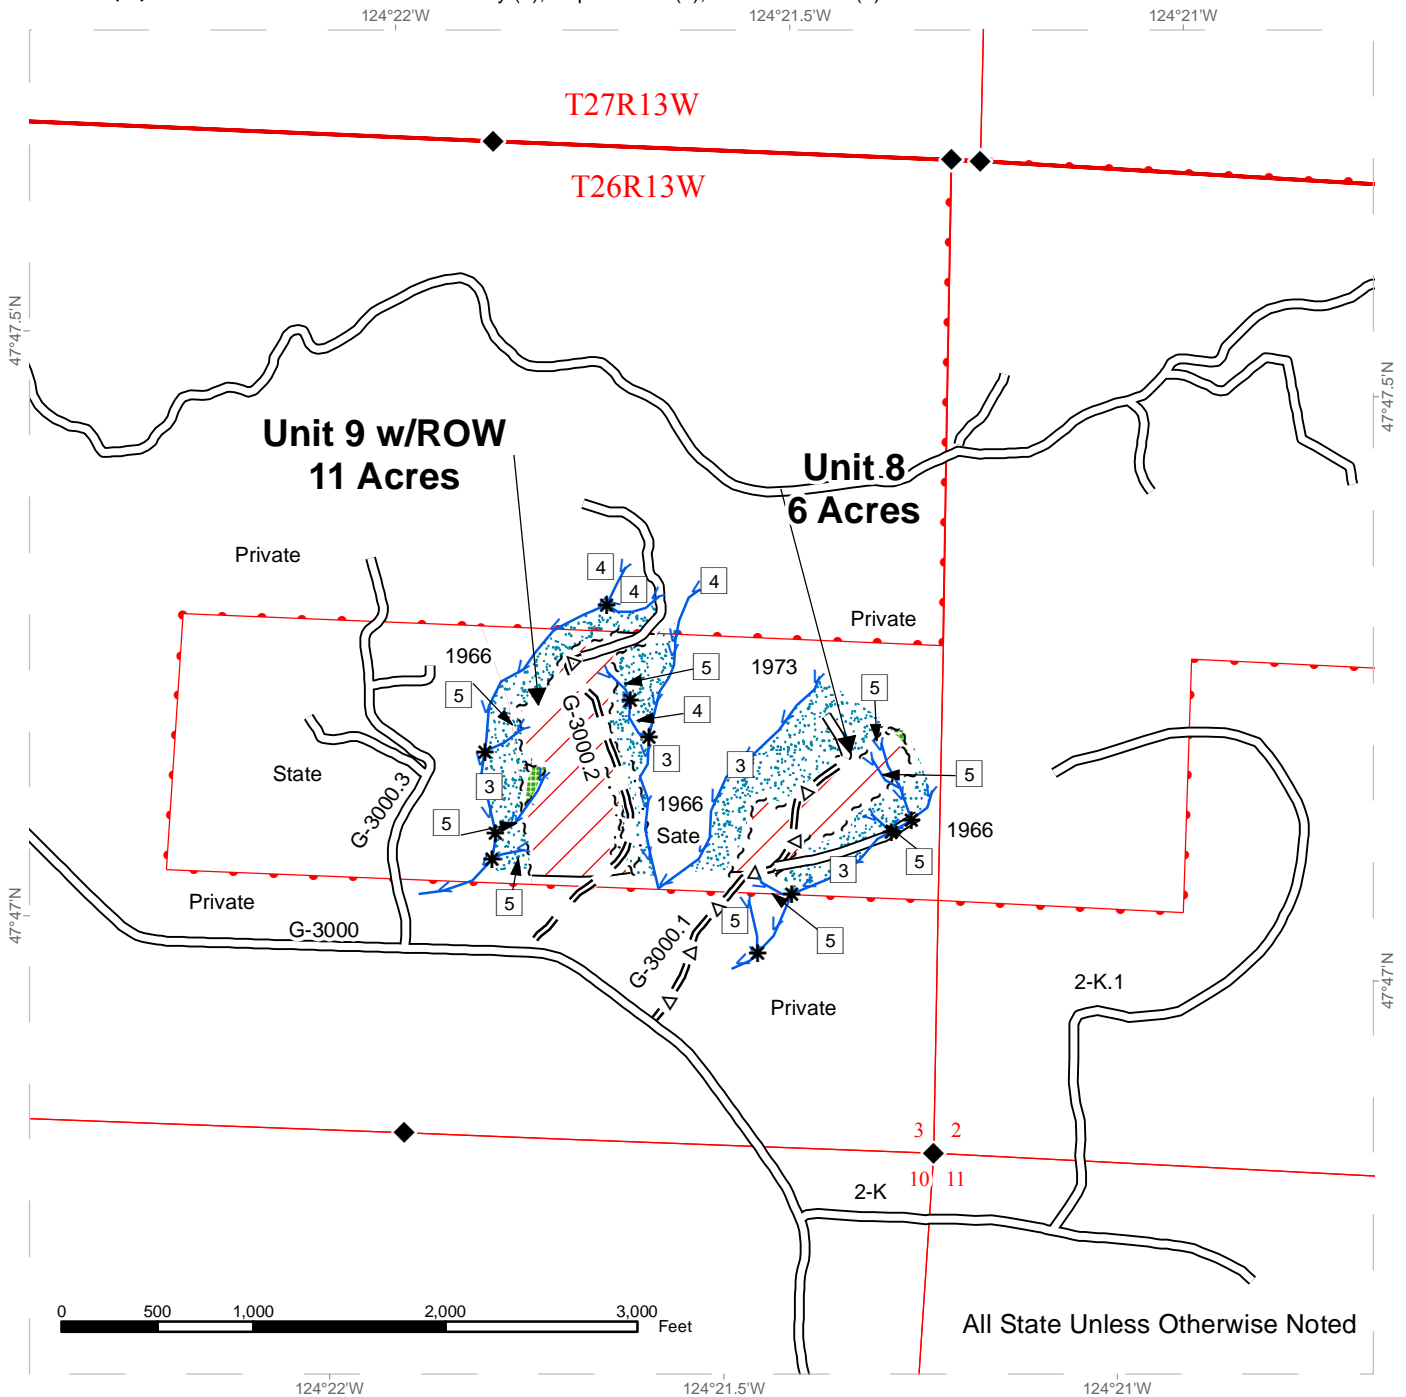 124°22'W
124°21.5'W
124°21'W
T27R13W
T26R13W
47°47.5'N
47°47.5'N
Unit 9 w/ROW
11 Acres
Unit 8
6 Acres
Private
4
4
4
Private
1966
5
1973
5
5
G-3000.2
4
State
3
3
3
5
G-3000.3
5
1966
Sate
1966
5
3
Private
5
5
5
G-3000
G-3000.1
47°47'N
47°47'N
2-K.1
Private
3
2
10
11
2-K
0
500
1,000
2,000
3,000
Feet
All State Unless Otherwise Noted
124°22'W
124°21.5'W
124°21'W